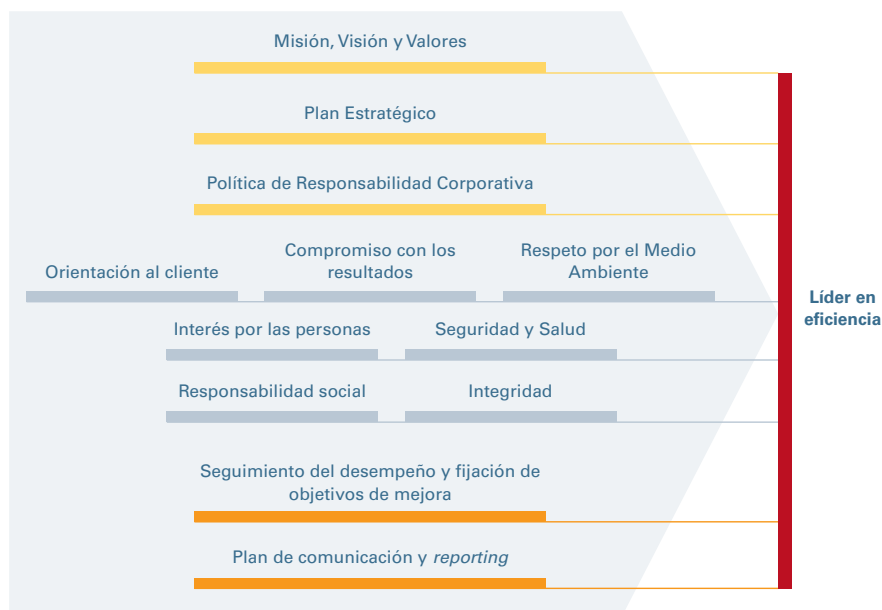 Misión, Visión y Valores
Plan Estratégico
Política de Responsabilidad Corporativa
Orientación al cliente
Compromiso con los
resultados
Respeto por el Medio
Ambiente
Interés por las personas
Seguridad y Salud
Responsabilidad social
Integridad
Seguimiento del desempeño y fijación de
objetivos de mejora
Plan de comunicación y reporting
Líder en
eficiencia